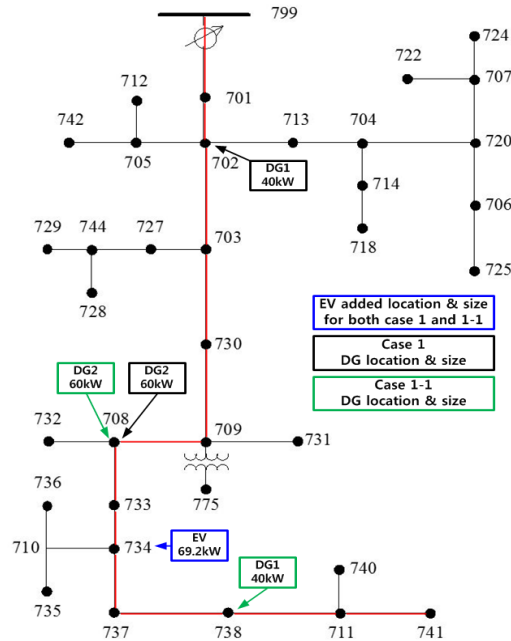 799
724
722
707
712
701
742
713
704
720
705
702
DG1
40kW
714
706
718
729
744
727
703
725
728
EV added location & size
for both case 1 and 1-1
730
Case 1
DG location & size
DG2
60kW
DG2
60kW
Case 1-1
DG location & size
732
708
709
731
736
775
733
710
734
EV
69.2kW
DG1
40kW
740
735
737
738
711
741